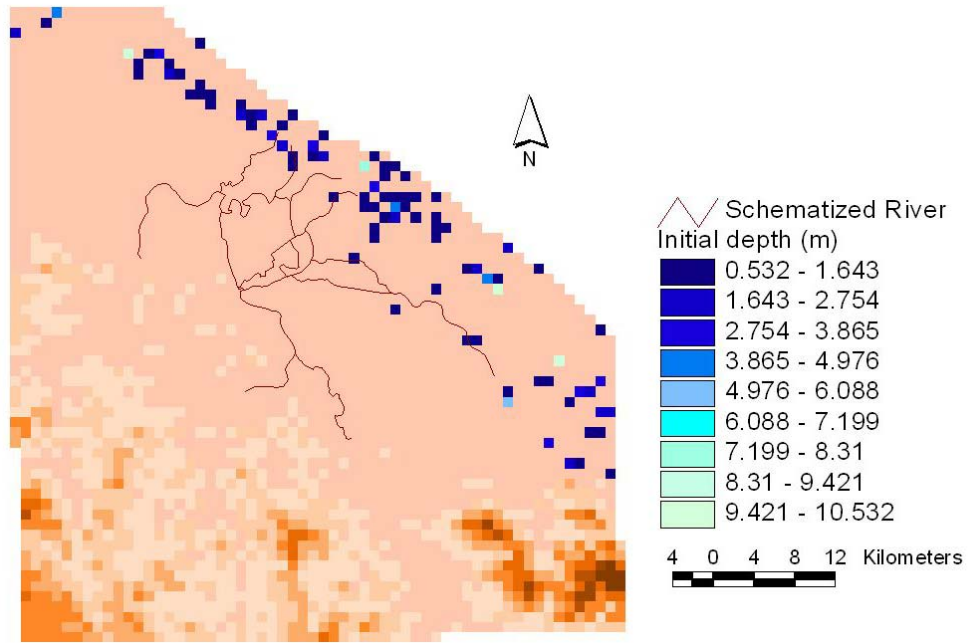 N
Schematized River
Initial depth (m)
0.532 - 1.643
1.643 - 2.754
2.754 - 3.865
3.865 - 4.976
4.976 - 6.088
6.088 - 7.199
7.199 - 8.31
8.31 - 9.421
9.421 - 10.532
4 0 4 8 12 Kilometers